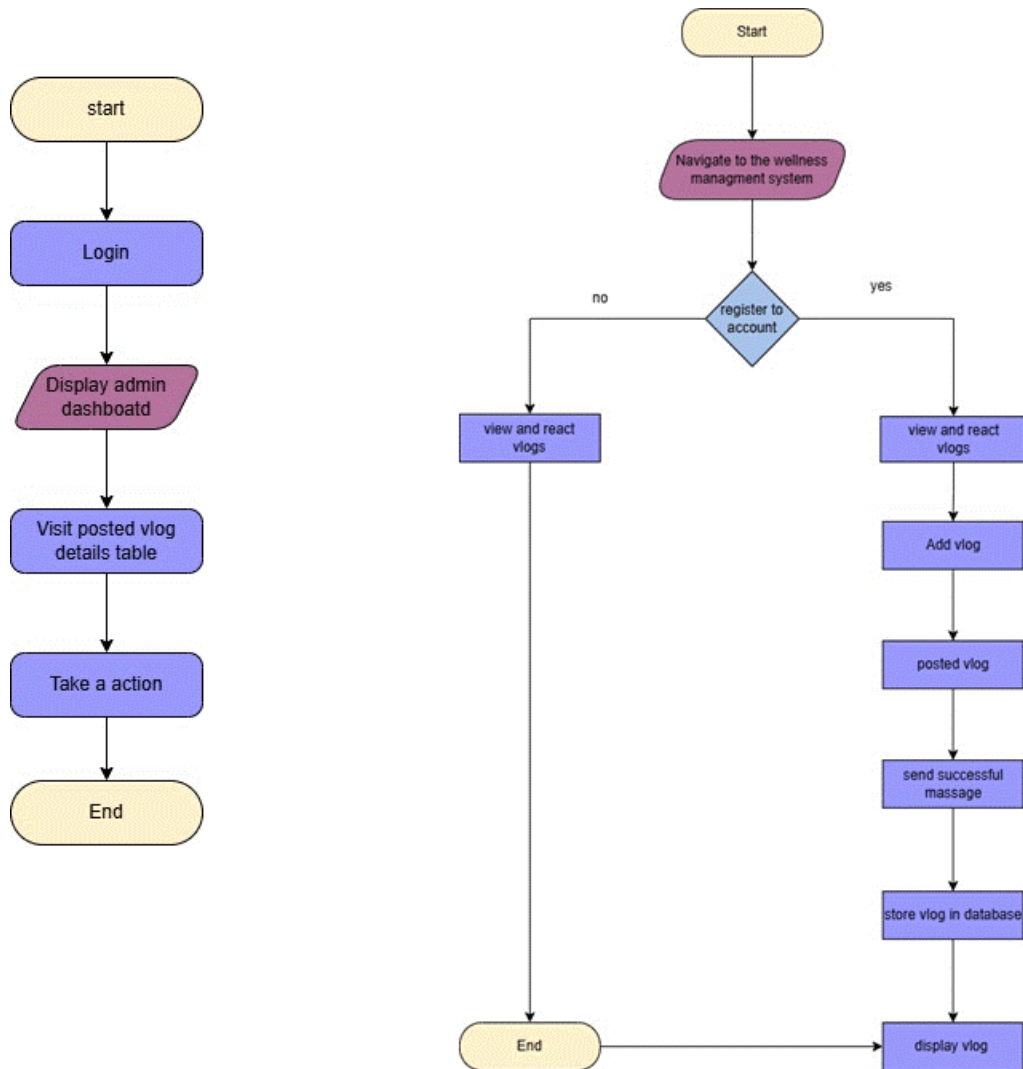 start
Login
Display admin
dashboatd
Visit posted vlog
details table
Take a action
End
Start
Navigate to the wellness
managment system
register to
account
no
yes
view and react
vlogs
view and react
vlogs
Add vlog
posted vlog
send successful
massage
store vlog in database
End
display vlog